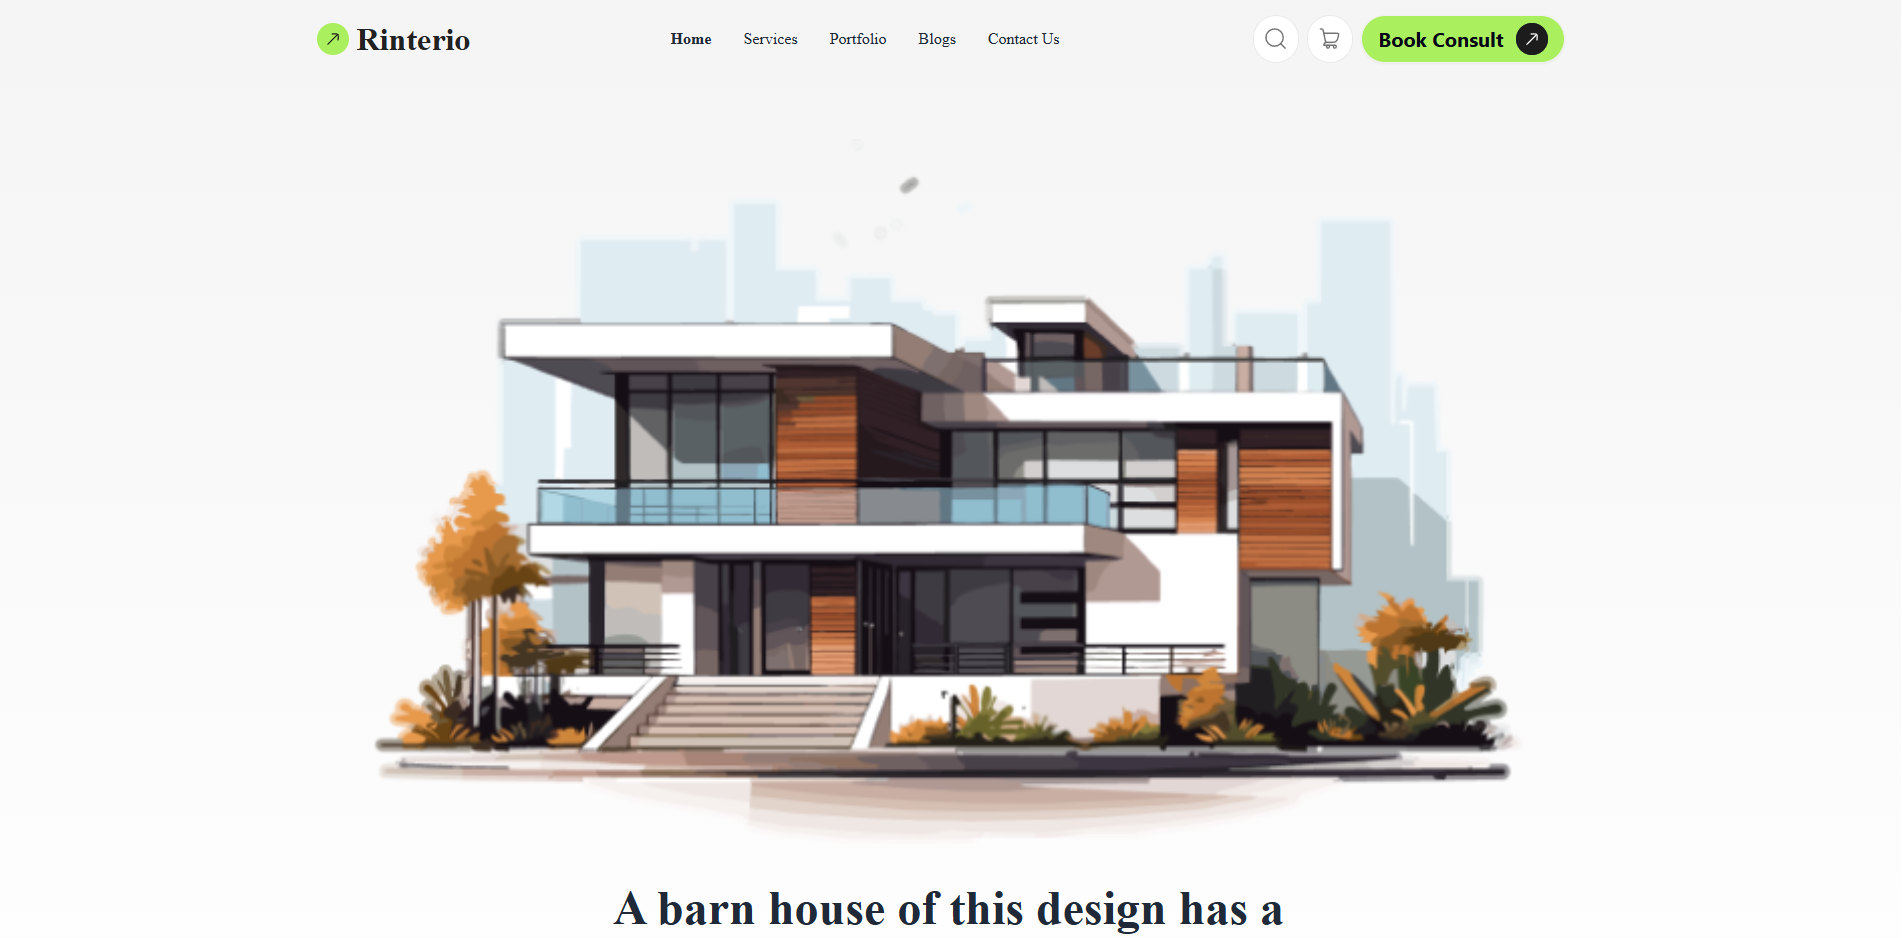 Rinterio
Home Services Portfolio Blogs Contact Us
Book Consult
A barn house of this design has a